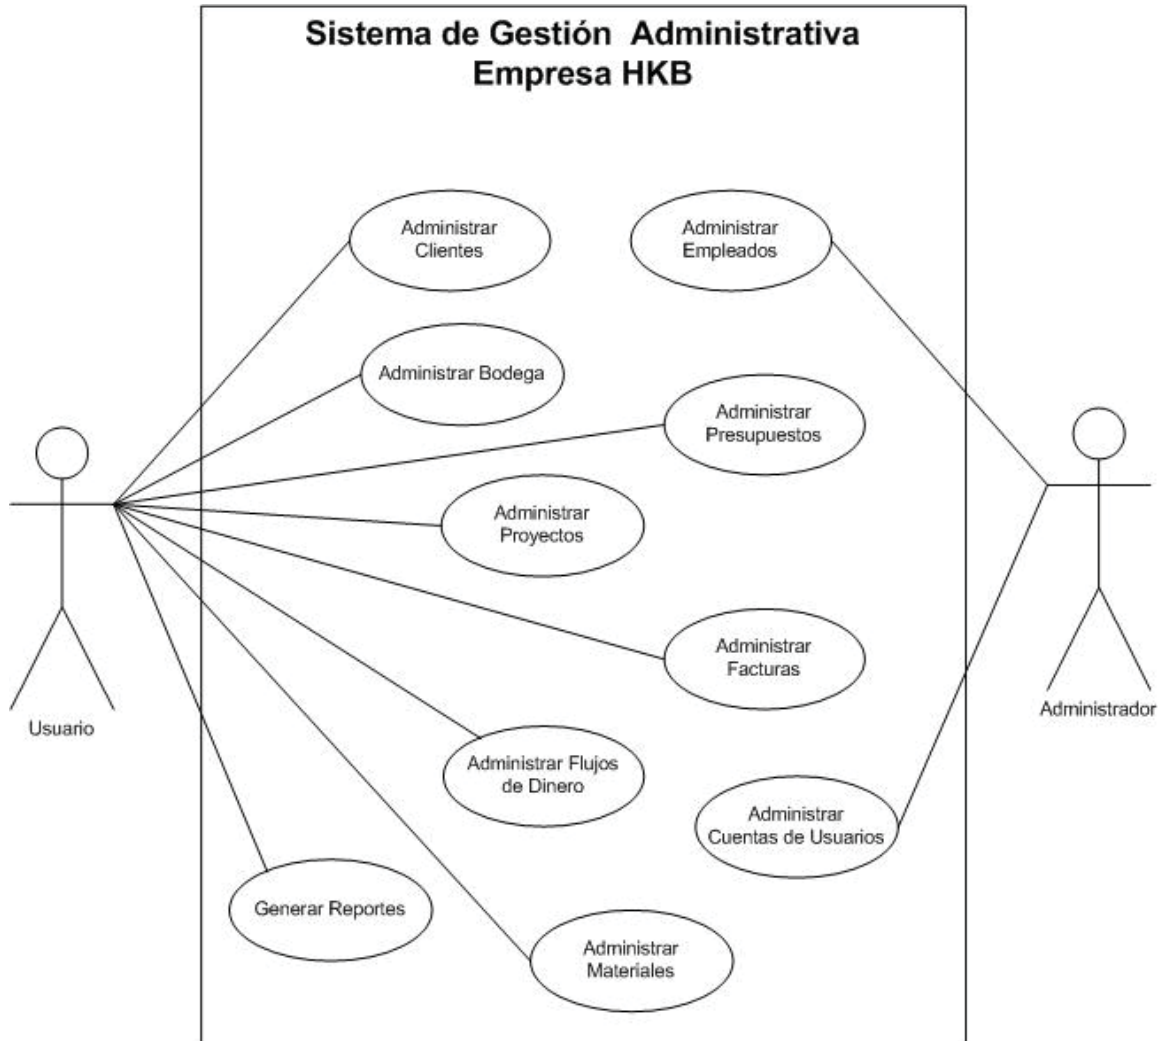 Sistema de Gestión  Administrativa
Empresa HKB
Administrar
Clientes
Administrar
Empleados
Administrar Bodega
Administrar
Presupuestos
Administrar
Proyectos
Administrar
Facturas
Usuario
Administrador
Administrar Flujos
de Dinero
Administrar
Cuentas de Usuarios
Generar Reportes
Administrar
Materiales